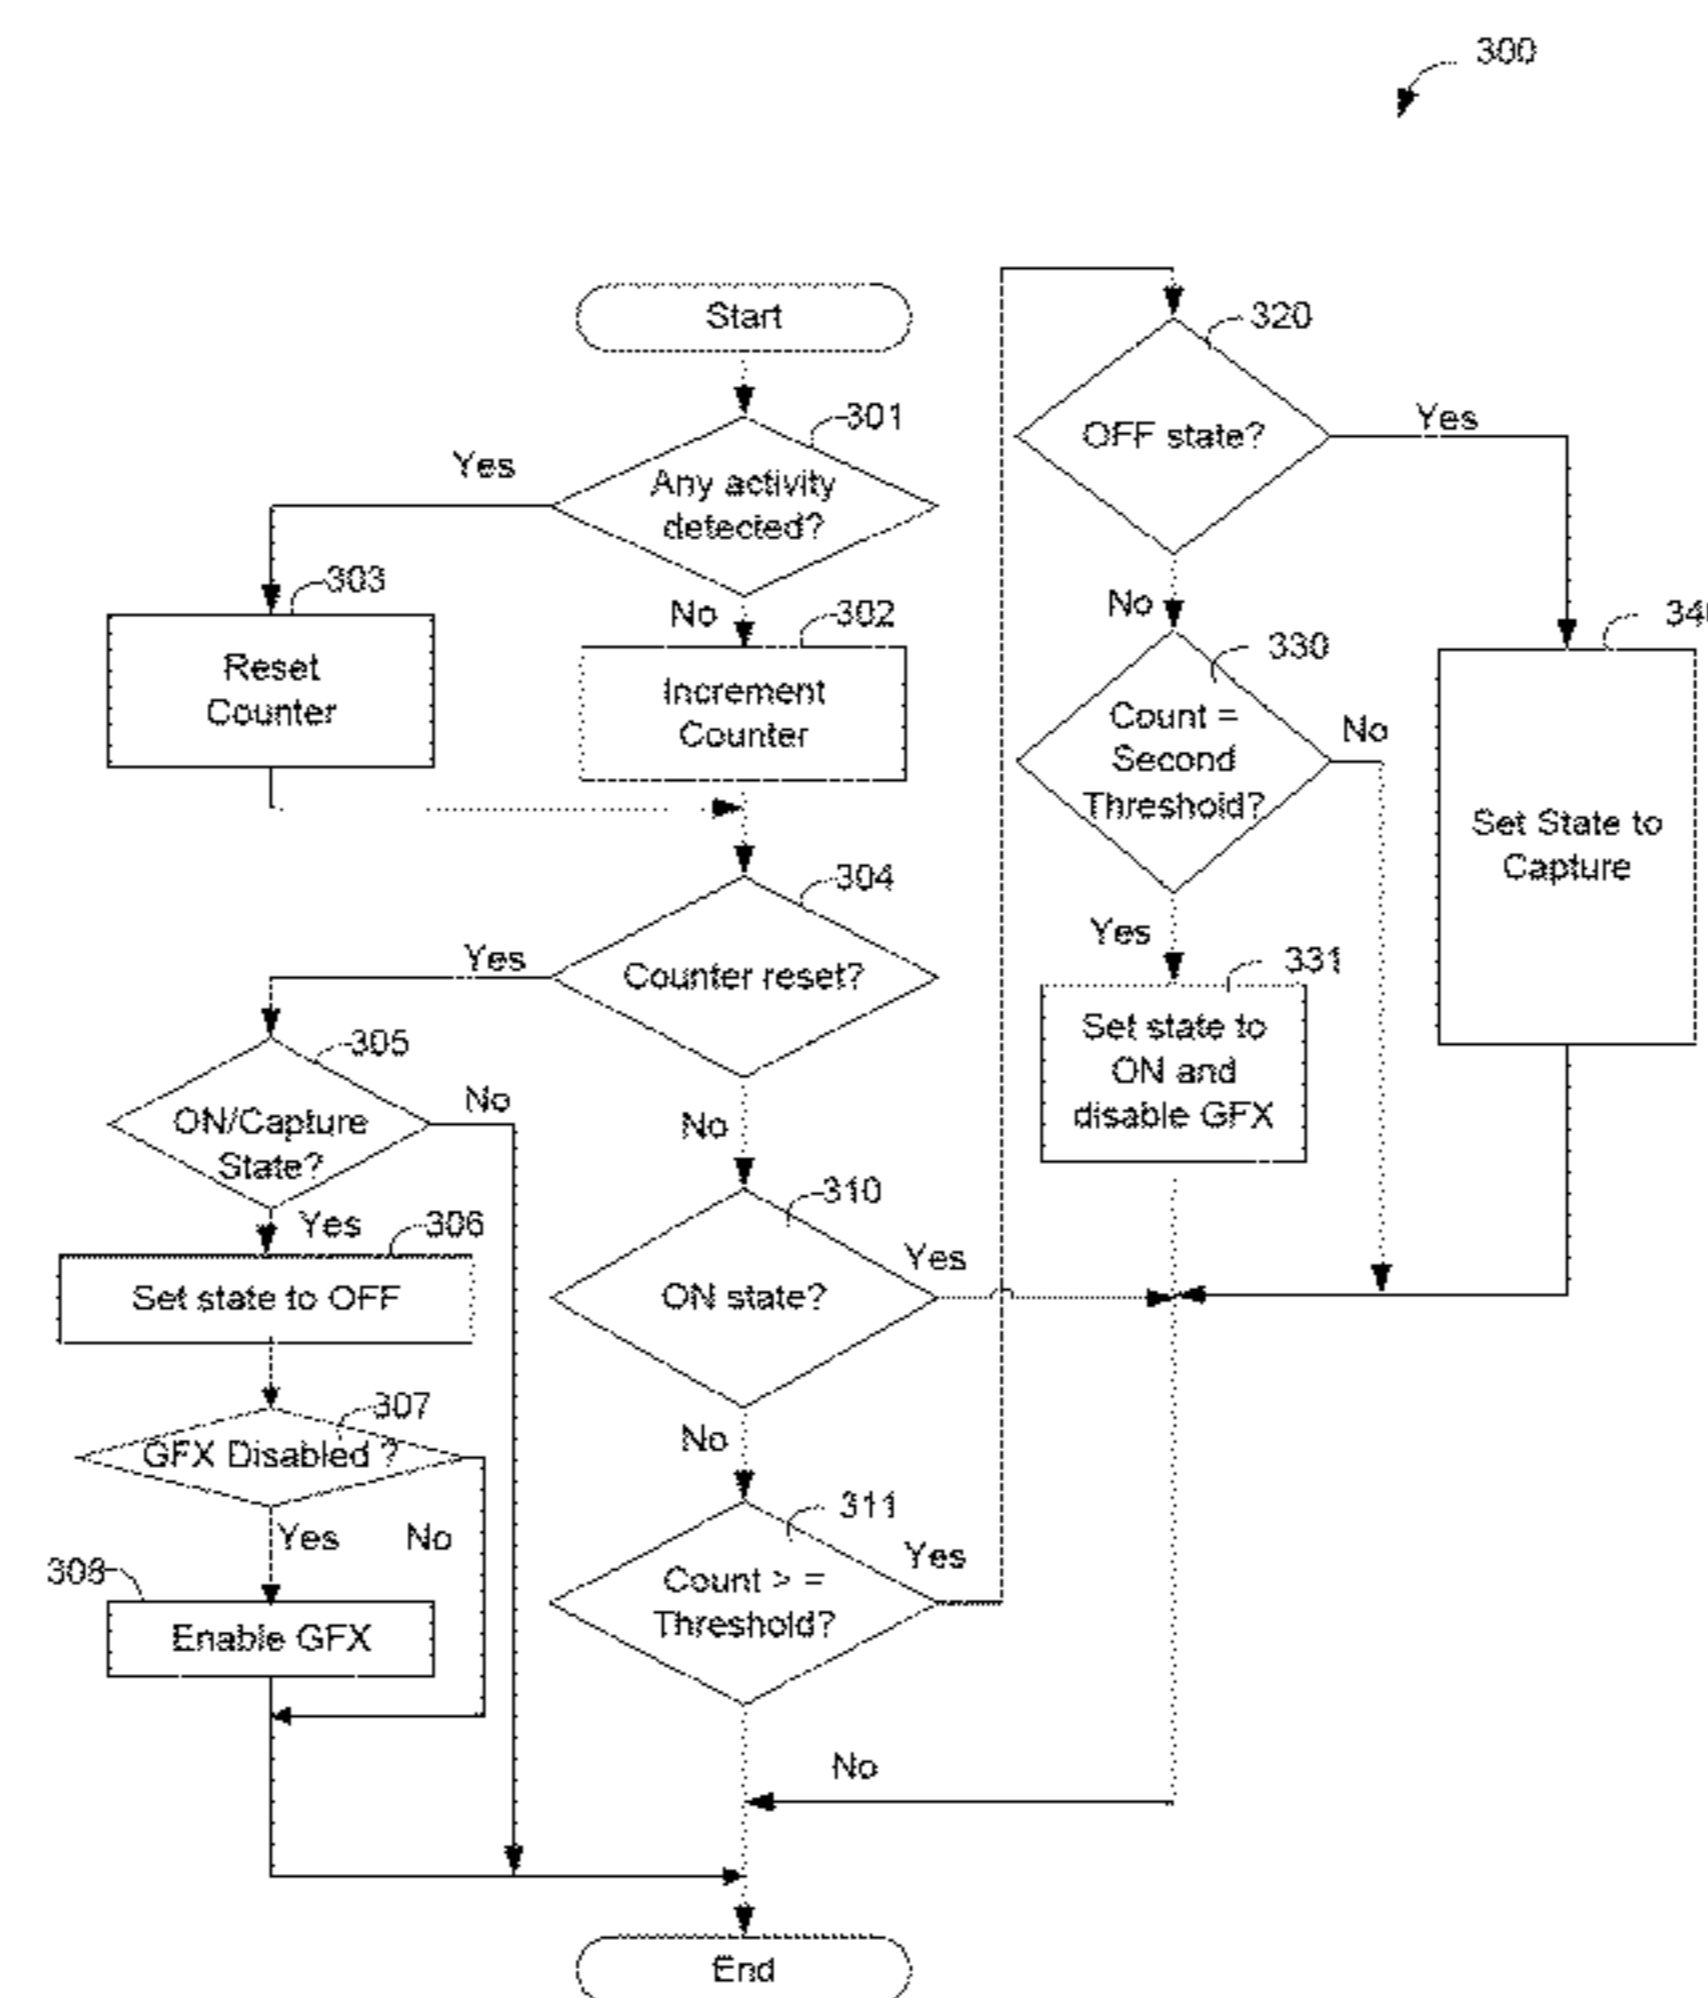 300
Start
301
Any activity
detected?
Yes
No
303
Reset
Counter
302
Increment
Counter
304
Counter reset?
Yes
No
305
ON/Capture
State?
No
Yes
306
Set state to OFF
307
GFX Disabled ?
Yes
No
308
Enable GFX
310
ON state?
Yes
No
311
Count > =
Threshold?
Yes
No
320
OFF state?
Yes
No
330
Count =
Second
Threshold?
No
Yes
331
Set state to
ON and
disable GFX
Set State to
Capture
End